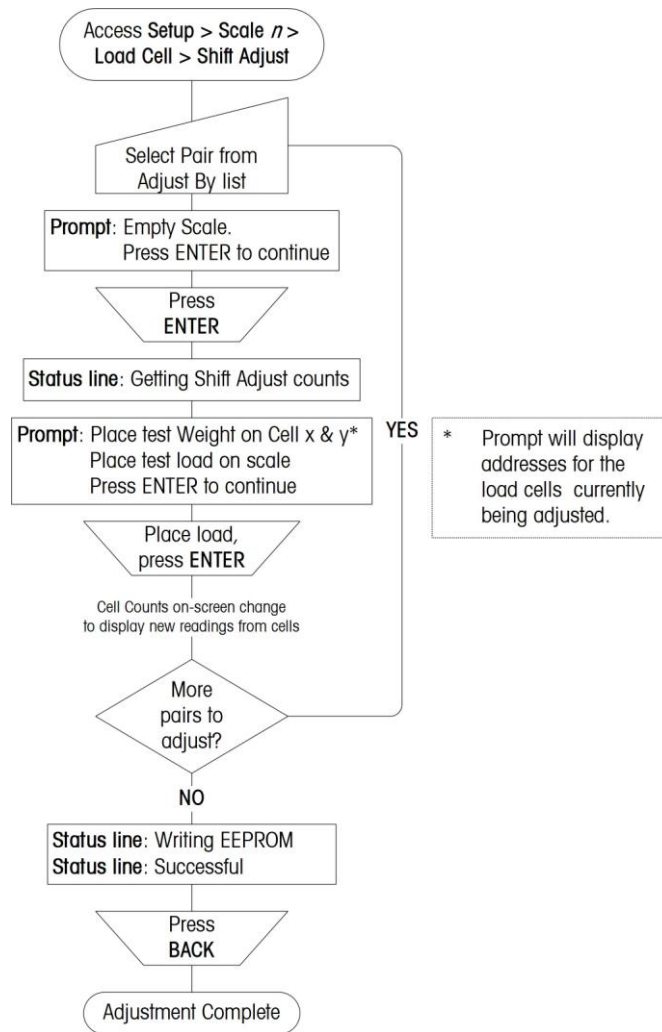 Access Setup > Scale n >
Load Cell > Shift Adjust
Select Pair from
Adjust By list
Prompt: Empty Scale.
Press ENTER to continue
Press
ENTER
Status line: Getting Shift Adjust counts
Prompt: Place test Weight on Cell x & y*
Place test load on scale
Press ENTER to continue
YES
* Prompt will display
addresses for the
load cells currently
being adjusted.
Place load,
press ENTER
Cell Counts on-screen change
to display new readings from cells
More
pairs to
adjust?
NO
Status line: Writing EEPROM
Status line: Successful
Press
BACK
Adjustment Complete